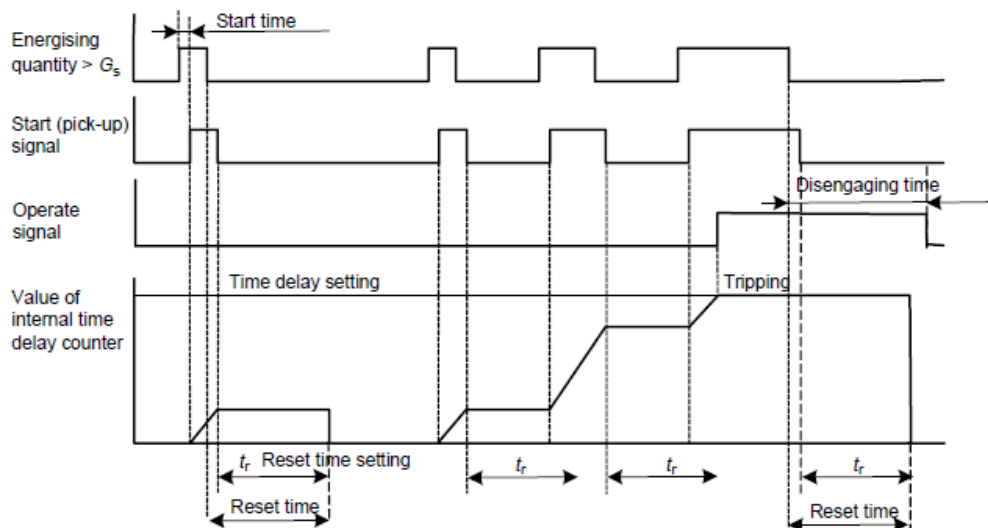 Start time
Energising
quantity > Gs
Start (pick-up)
signal
Disengaging time
Operate
signal
Time delay setting
Tripping
Value of
internal time
delay counter
tr Reset time setting
tr
tr
tr
Reset time
Reset time